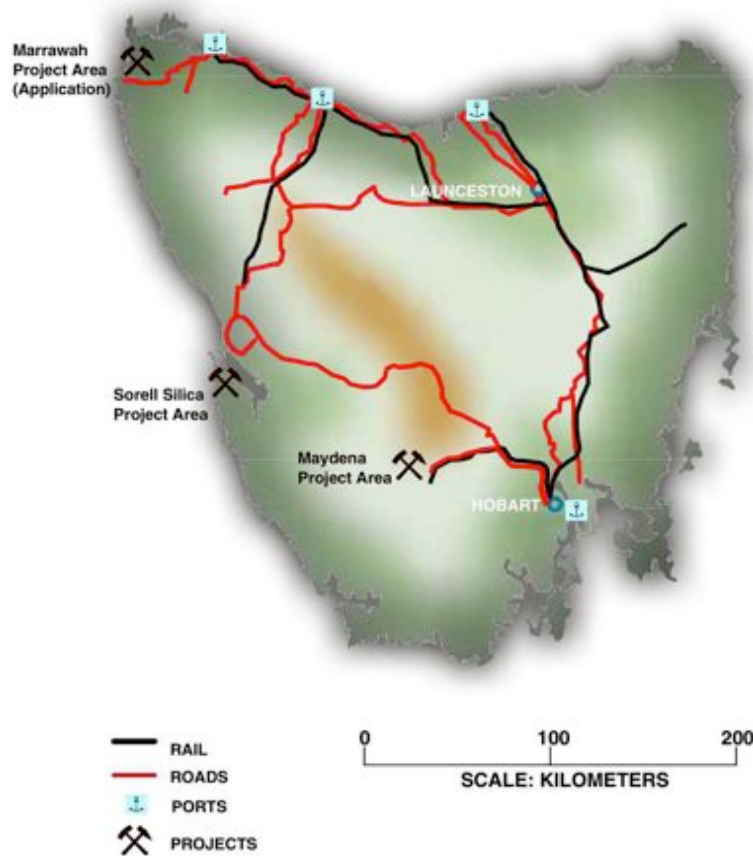 Marrawah
Project Area
(Application)
LAUNCESTON
Sorell Silica
Project Area
Maydena
Project Area
HOBART
RAIL
ROADS
PORTS
PROJECTS
0 100 200
SCALE: KILOMETERS